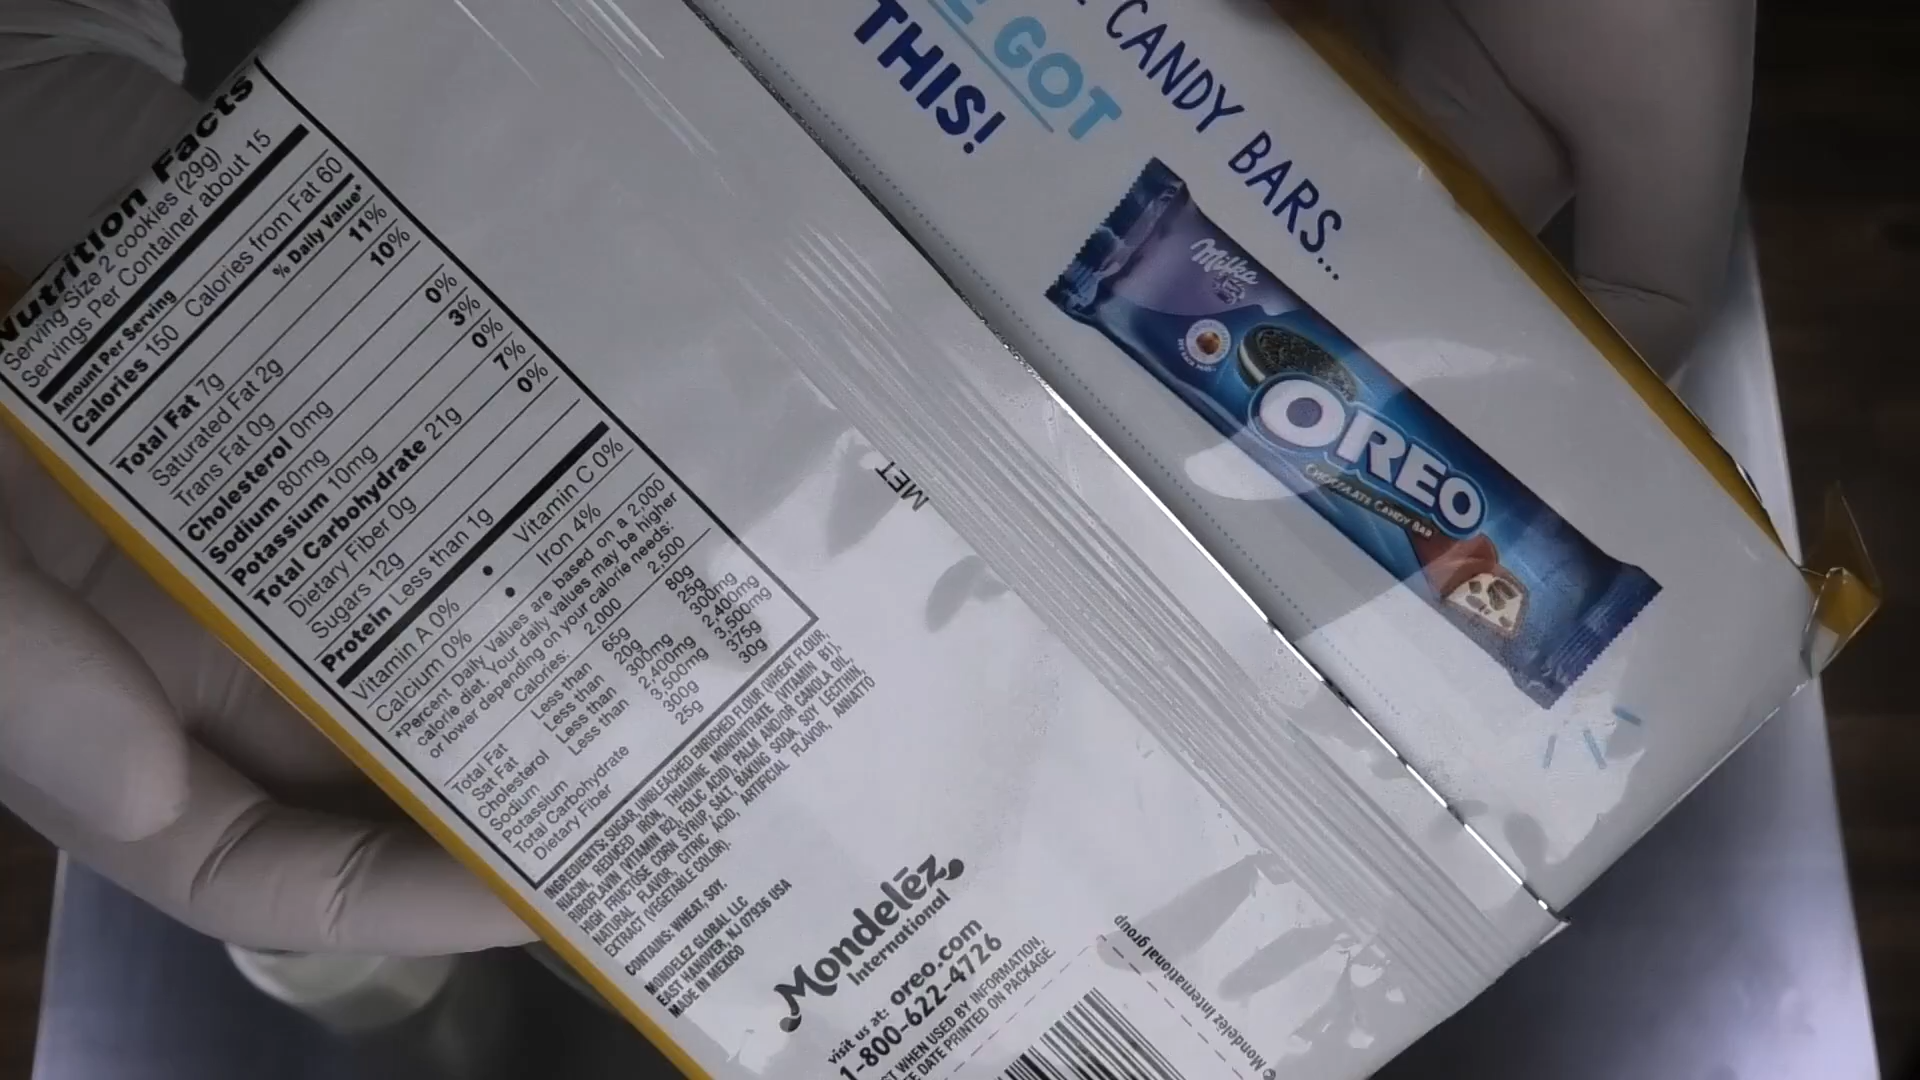 Nutrition Facts
Serving Size 2 cookies (29g)
Servings Per Container about 15
Amount Per Serving
Calories 150 Calories from Fat 60
% Daily Value*
Total Fat 7g 11%
Saturated Fat 2g 10%
Trans Fat 0g
Cholesterol 0mg 0%
Sodium 80mg 3%
Potassium 10mg 0%
Total Carbohydrate 21g 7%
Dietary Fiber 0g 0%
Sugars 12g
Protein Less than 1g
Vitamin A 0% • Vitamin C 0%
Calcium 0% • Iron 4%
*Percent Daily Values are based on a 2,000
calorie diet. Your daily values may be higher
or lower depending on your calorie needs:
Calories: 2,000 2,500
Total Fat Less than 65g 80g
Sat Fat Less than 20g 25g
Cholesterol Less than 300mg 300mg
Sodium Less than 2,400mg 2,400mg
Potassium 3,500mg 3,500mg
Total Carbohydrate 300g 375g
Dietary Fiber 25g 30g
INGREDIENTS: SUGAR, UNBLEACHED ENRICHED FLOUR (WHEAT FLOUR,
NIACIN, REDUCED IRON, THIAMINE MONONITRATE {VITAMIN B1},
RIBOFLAVIN {VITAMIN B2}, FOLIC ACID), PALM AND/OR CANOLA OIL,
HIGH FRUCTOSE CORN SYRUP, SALT, BAKING SODA, SOY LECITHIN,
NATURAL FLAVOR, CITRIC ACID, ARTIFICIAL FLAVOR, ANNATTO
EXTRACT (VEGETABLE COLOR).
CONTAINS: WHEAT, SOY.
MONDELEZ GLOBAL LLC
EAST HANOVER, NJ 07936 USA
MADE IN MEXICO
Mondelēz
International
visit us at: oreo.com
1-800-622-4726
WHEN USED BY INFORMATION,
DATE PRINTED ON PACKAGE.
Mondelēz International group
MET
CANDY BARS...
GOT
THIS!
Milka
OREO
CHOCOLATE CANDY BAR